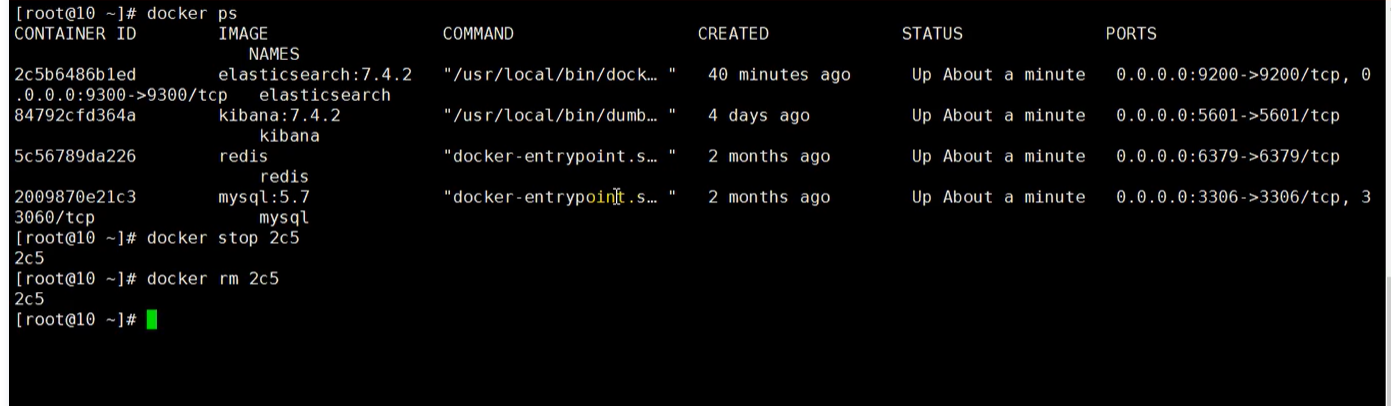 [root@10 ~]# docker ps
CONTAINER ID        IMAGE                 COMMAND                  CREATED             STATUS              PORTS
                       NAMES
2c5b6486b1ed        elasticsearch:7.4.2   "/usr/local/bin/dock… "   40 minutes ago      Up About a minute   0.0.0.0:9200->9200/tcp, 0
.0.0.0:9300->9300/tcp   elasticsearch
84792cfd364a        kibana:7.4.2          "/usr/local/bin/dumb… "   4 days ago          Up About a minute   0.0.0.0:5601->5601/tcp
                        kibana
5c56789da226        redis                 "docker-entrypoint.s… "   2 months ago        Up About a minute   0.0.0.0:6379->6379/tcp
                        redis
2009870e21c3        mysql:5.7             "docker-entrypoint.s… "   2 months ago        Up About a minute   0.0.0.0:3306->3306/tcp, 3
3060/tcp                mysql
[root@10 ~]# docker stop 2c5
2c5
[root@10 ~]# docker rm 2c5
2c5
[root@10 ~]#